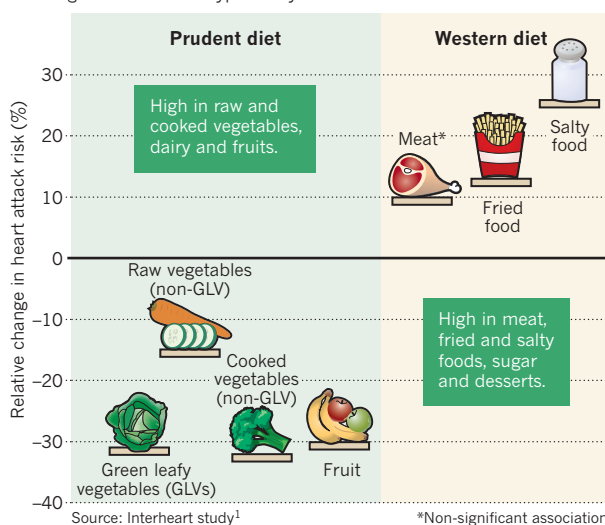 Prudent diet
Western diet
Relative change in heart attack risk (%)
30
20
10
0
–10
–20
–30
–40
High in raw and
cooked vegetables,
dairy and fruits.
Meat*
Fried
food
Salty
food
Raw vegetables
(non-GLV)
Cooked
vegetables
(non-GLV)
Green leafy
vegetables (GLVs)
Fruit
High in meat,
fried and salty
foods, sugar
and desserts.
Source: Interheart study1
*Non-significant association